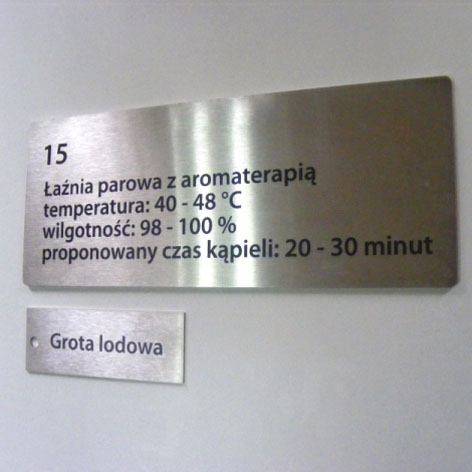 15
Łaźnia parowa z aromaterapią
temperatura: 40 - 48 °C
wilgotność: 98 - 100 %
proponowany czas kąpieli: 20 - 30 minut
Grota lodowa